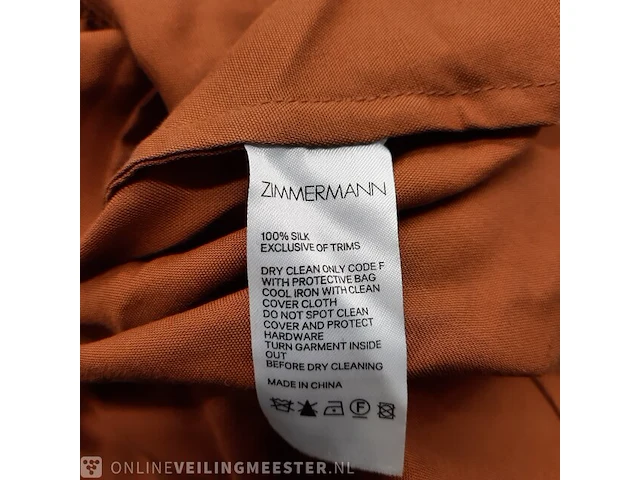 ZIMMERMANN
100% SILK
EXCLUSIVE OF TRIMS
DRY CLEAN ONLY CODE F
WITH PROTECTIVE BAG
COOL IRON WITH CLEAN
COVER CLOTH
DO NOT SPOT CLEAN
COVER AND PROTECT
HARDWARE
TURN GARMENT INSIDE
OUT
BEFORE DRY CLEANING
MADE IN CHINA
F
ONLINEVEILINGMEESTER.NL